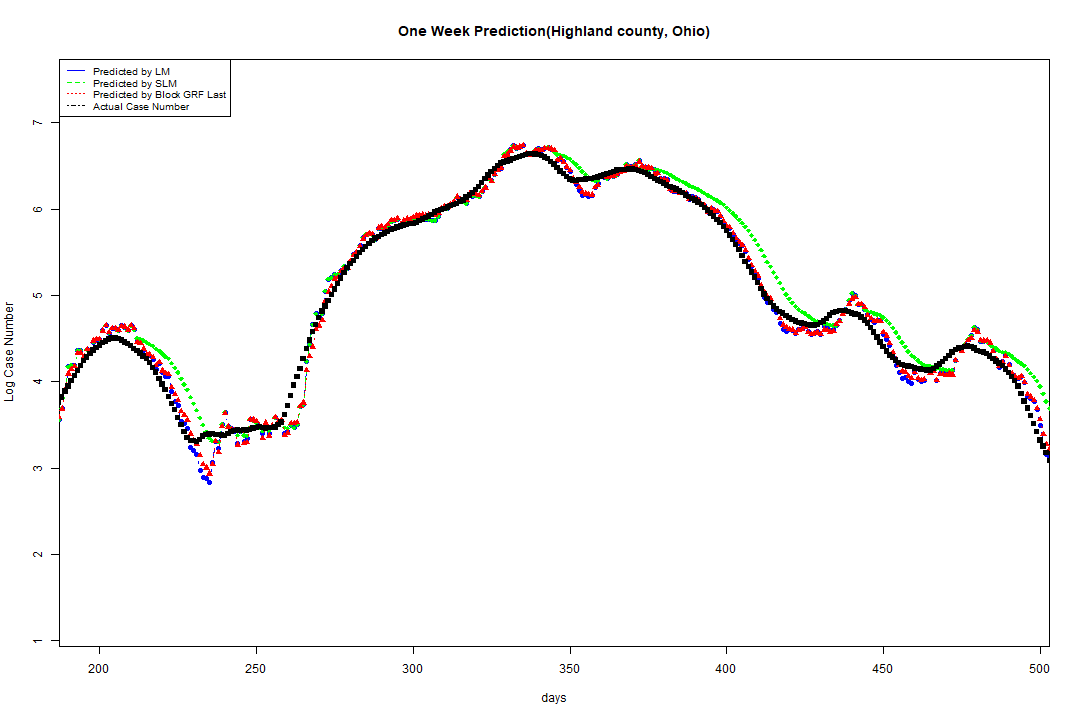 One Week Prediction(Highland county, Ohio)
Predicted by LM
Predicted by SLM
Predicted by Block GRF Last
Actual Case Number
7
6
5
4
3
2
1
Log Case Number
200 250 300 350 400 450 500
days